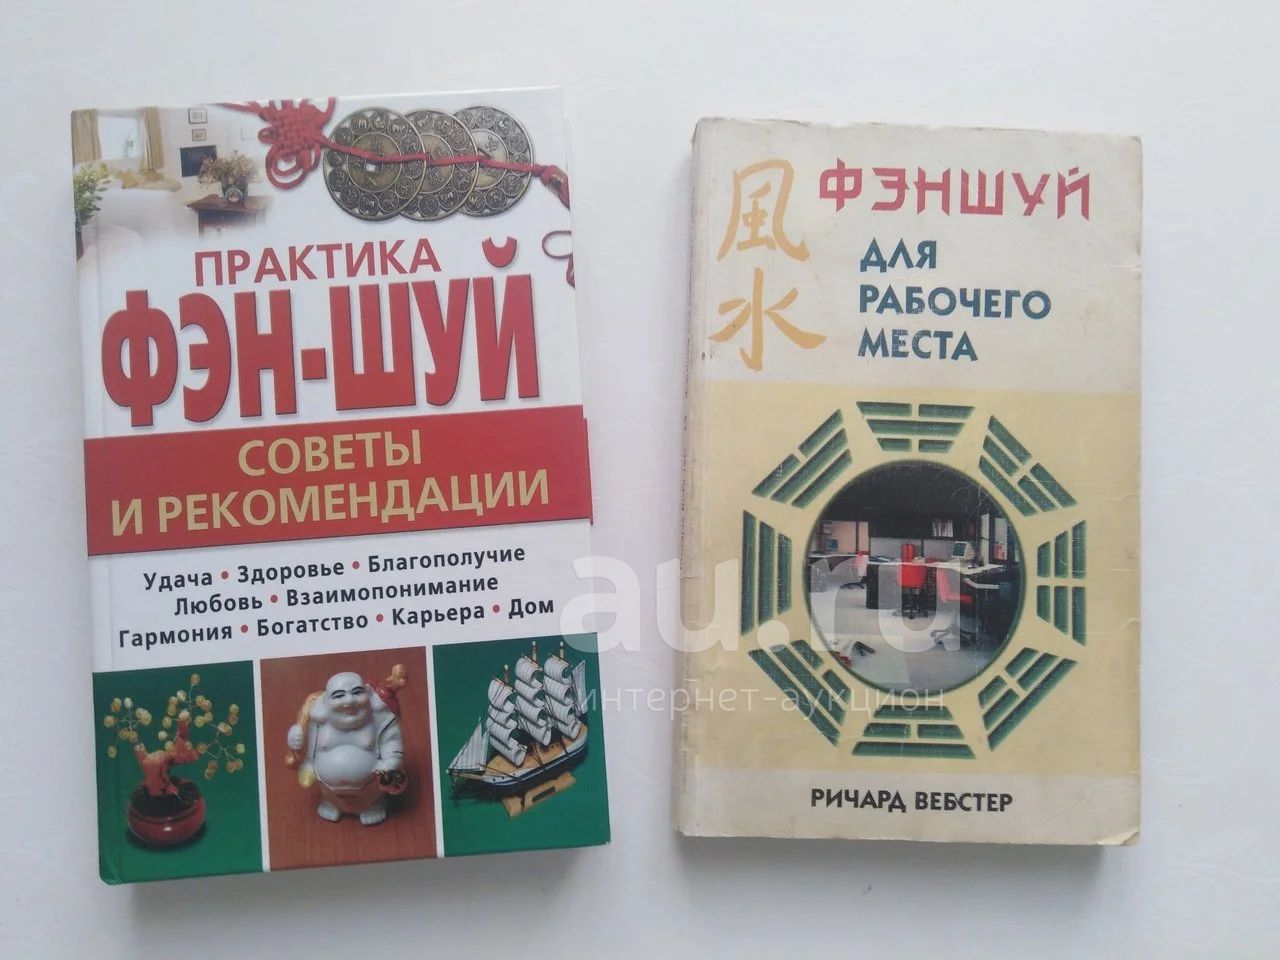 ПРАКТИКА
ФЭН-ШУЙ
СОВЕТЫ
И РЕКОМЕНДАЦИИ
Удача • Здоровье • Благополучие
Любовь • Взаимопонимание
Гармония • Богатство • Карьера • Дом
風水
ФЭНШУЙ
ДЛЯ
РАБОЧЕГО
МЕСТА
РИЧАРД ВЕБСТЕР
au.ru
интернет-аукцион